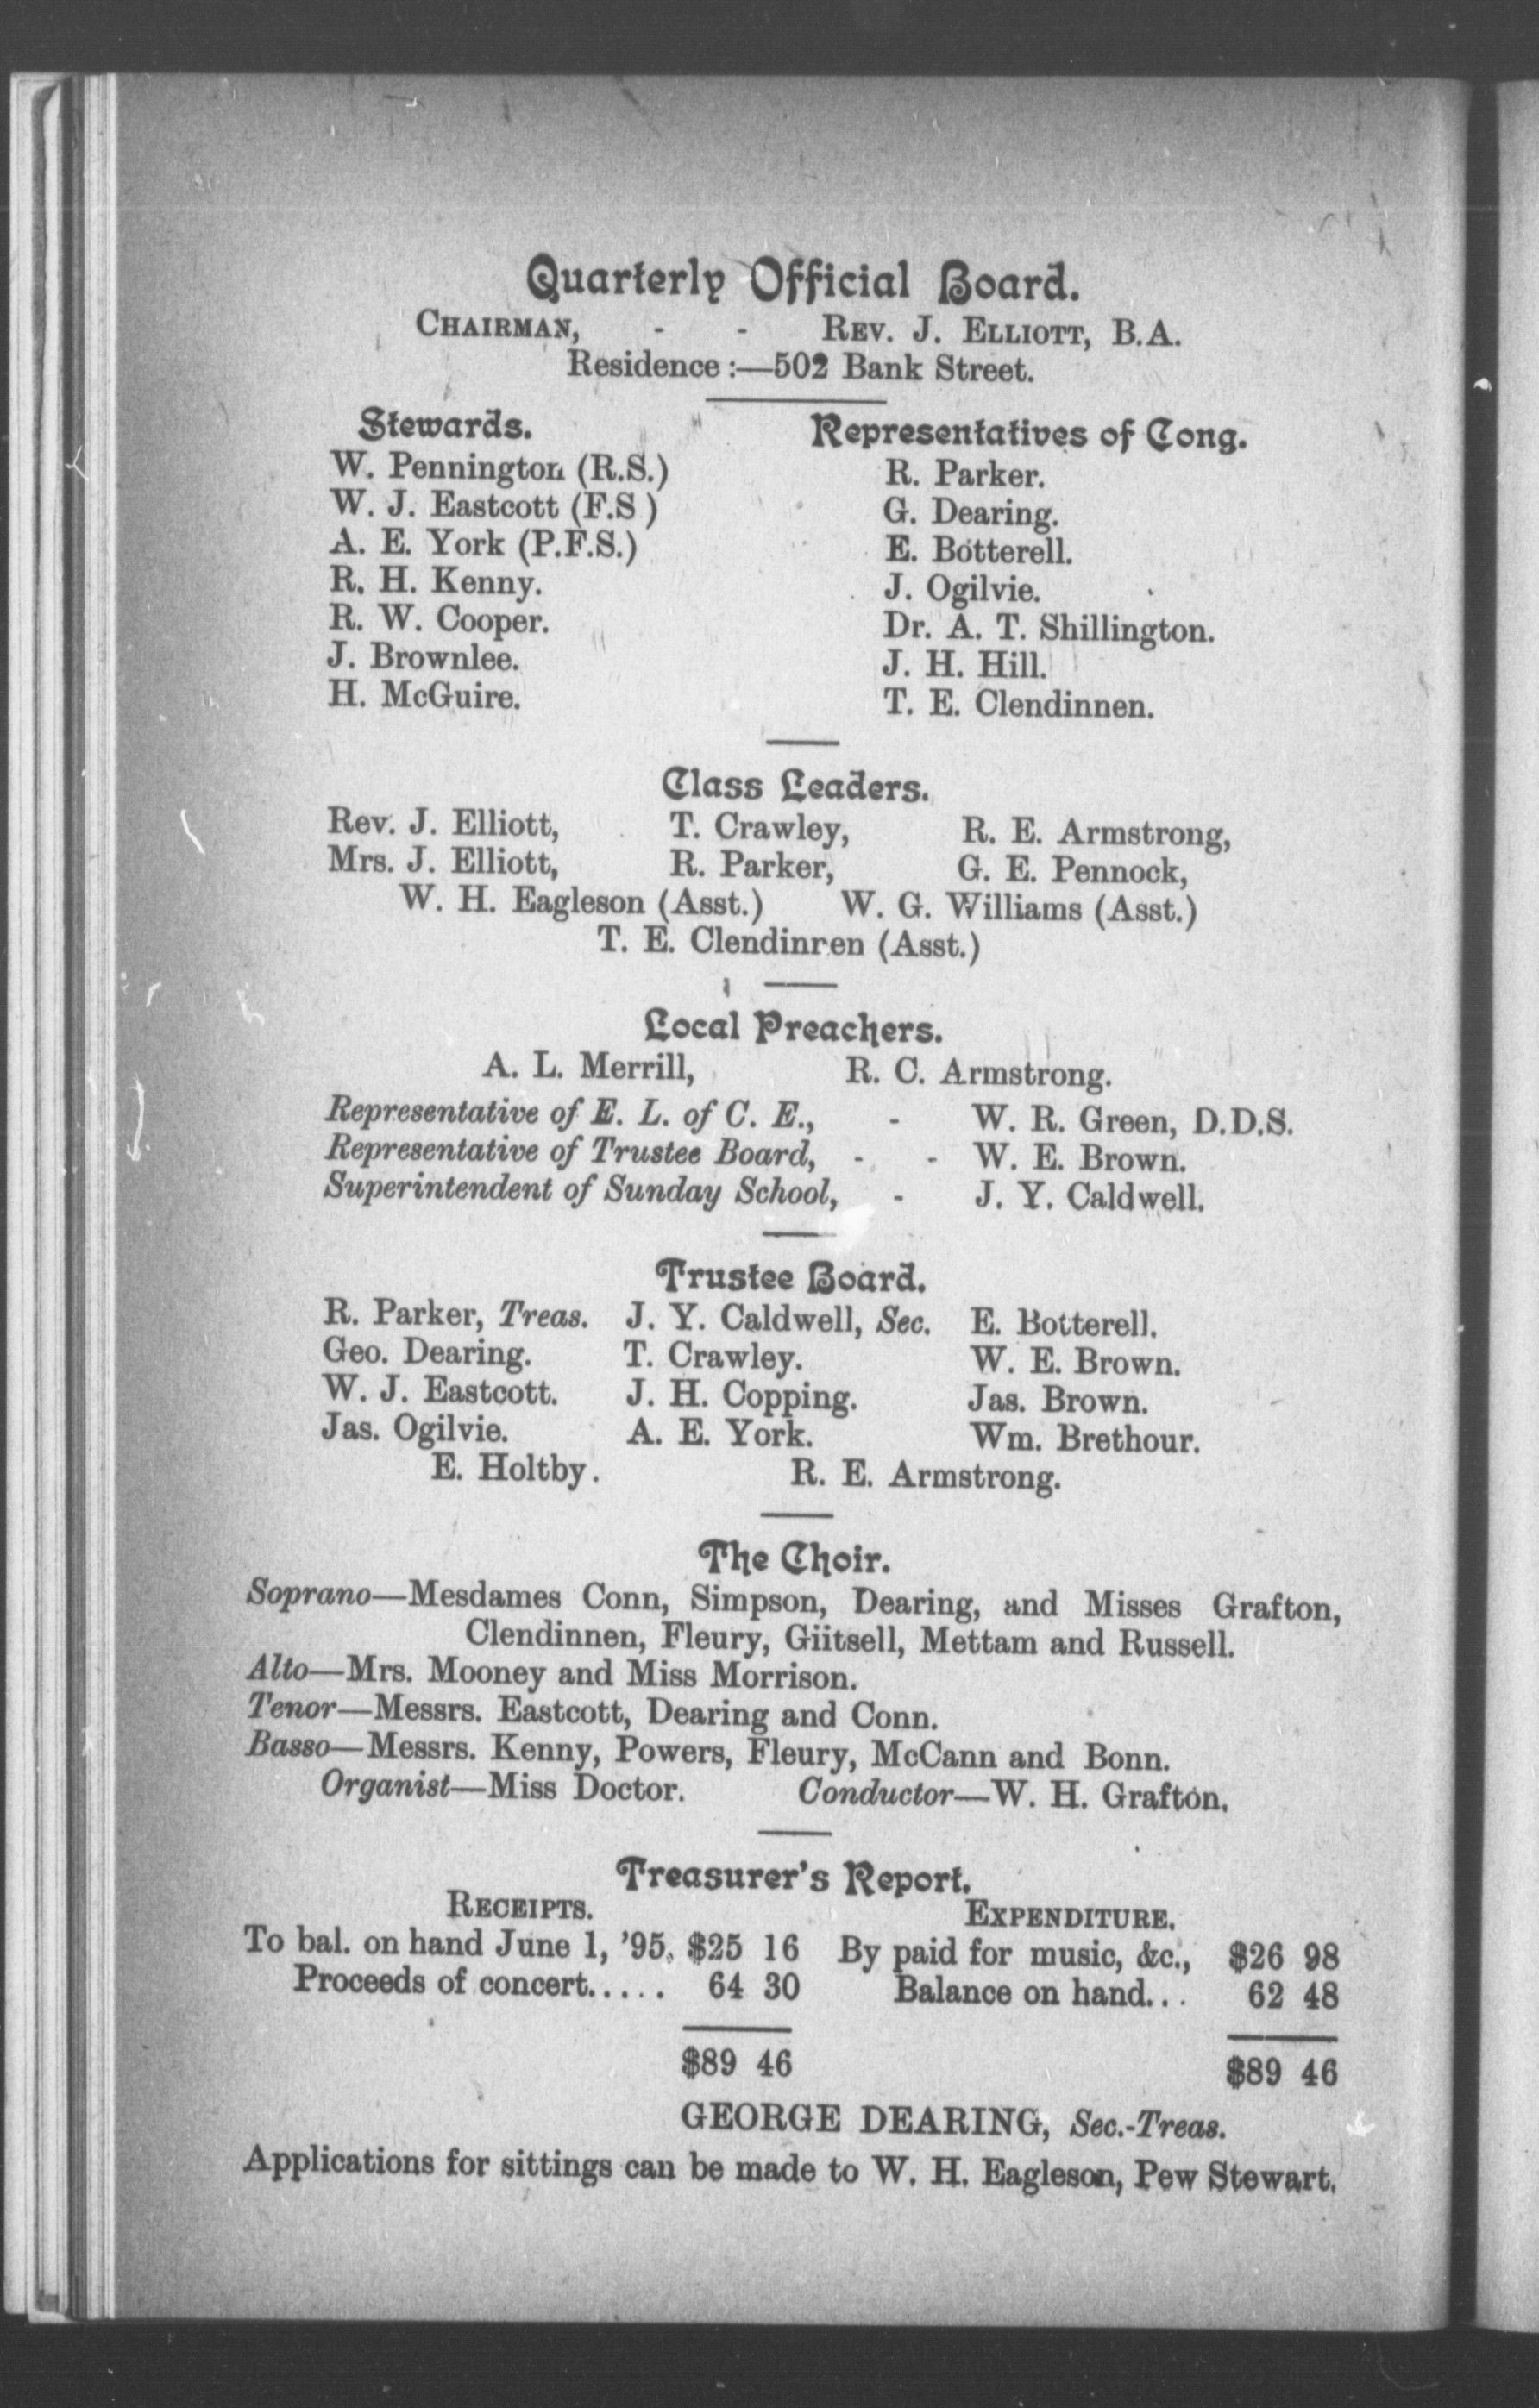 Quarterly Official Board.
CHAIRMAN, - - REV. J. ELLIOTT, B.A.
Residence :—502 Bank Street.
Stewards.
W. Pennington (R.S.)
W. J. Eastcott (F.S )
A. E. York (P.F.S.)
R. H. Kenny.
R. W. Cooper.
J. Brownlee.
H. McGuire.
Representatives of Cong.
R. Parker.
G. Dearing.
E. Botterell.
J. Ogilvie.
Dr. A. T. Shillington.
J. H. Hill.
T. E. Clendinnen.
Class Leaders.
Rev. J. Elliott, T. Crawley, R. E. Armstrong,
Mrs. J. Elliott, R. Parker, G. E. Pennock,
W. H. Eagleson (Asst.) W. G. Williams (Asst.)
T. E. Clendinnen (Asst.)
Local Preachers.
A. L. Merrill, R. C. Armstrong.
Representative of E. L. of C. E., - W. R. Green, D.D.S.
Representative of Trustee Board, - - W. E. Brown.
Superintendent of Sunday School, - J. Y. Caldwell.
Trustee Board.
R. Parker, Treas. J. Y. Caldwell, Sec. E. Botterell.
Geo. Dearing. T. Crawley. W. E. Brown.
W. J. Eastcott. J. H. Copping. Jas. Brown.
Jas. Ogilvie. A. E. York. Wm. Brethour.
E. Holtby. R. E. Armstrong.
The Choir.
Soprano—Mesdames Conn, Simpson, Dearing, and Misses Grafton,
Clendinnen, Fleury, Giitsell, Mettam and Russell.
Alto—Mrs. Mooney and Miss Morrison.
Tenor—Messrs. Eastcott, Dearing and Conn.
Basso—Messrs. Kenny, Powers, Fleury, McCann and Bonn.
Organist—Miss Doctor. Conductor—W. H. Grafton.
Treasurer's Report.
RECEIPTS. EXPENDITURE.
To bal. on hand June 1, '95. $25 16 By paid for music, &c., $26 98
Proceeds of concert..... 64 30 Balance on hand... 62 48
$89 46 $89 46
GEORGE DEARING, Sec.-Treas.
Applications for sittings can be made to W. H. Eagleson, Pew Stewart.